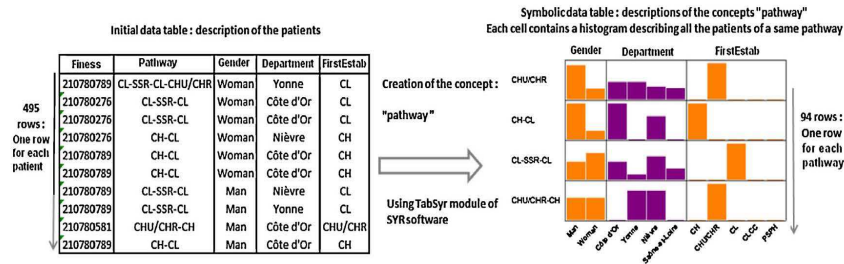 Initial data table : description of the patients
Symbolic data table : descriptions of the concepts "pathway"
Each cell contains a histogram describing all the patients of a same pathway
Finess Pathway Gender Department FirstEstab
210780789 CL-SSR-CL-CHU/CHR Woman Yonne CL
210780276 CL-SSR-CL Woman Côte d'Or CL
210780276 CL-SSR-CL Woman Côte d'Or CL
210780276 CH-CL Woman Nièvre CH
210780789 CH-CL Woman Côte d'Or CH
210780789 CH-CL Woman Côte d'Or CH
210780789 CL-SSR-CL Man Nièvre CL
210780789 CL-SSR-CL Man Yonne CL
210780581 CHU/CHR-CH Man Côte d'Or CHU/CHR
210780789 CH-CL Man Côte d'Or CH
495
rows :
One row
for each
patient
Creation of the concept :
"pathway"
Using TabSyr module of
SYR software
Gender Department FirstEstab
CHU/CHR
CH-CL
CL-SSR-CL
CHU/CHR-CH
Man
Woman
Côte d'Or
Yonne
Nièvre
Saône et-Loire
CH
CHU/CHR
CL
CLCC
PSPH
94 rows :
One row
for each
pathway